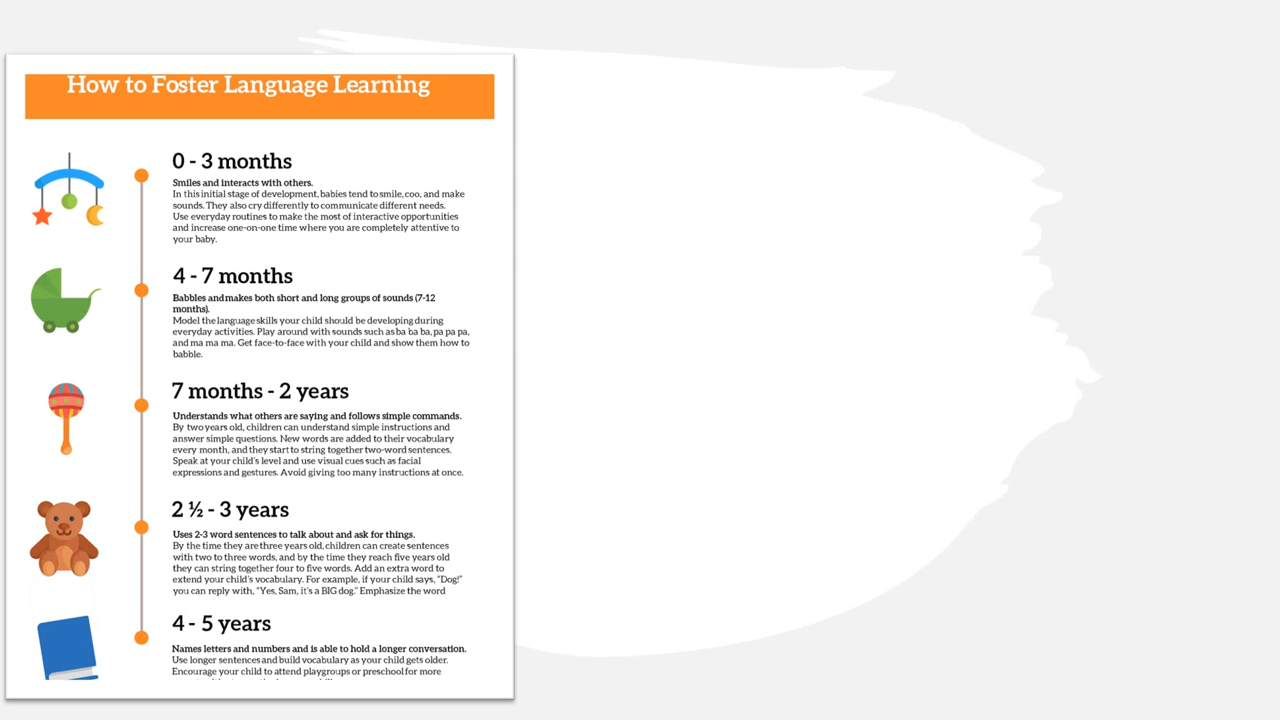 How to Foster Language Learning
0 - 3 months
Smiles and interacts with others.
In this initial stage of development, babies tend to smile, coo, and make
sounds. They also cry differently to communicate different needs.
Use everyday routines to make the most of interactive opportunities
and increase one-on-one time where you are completely attentive to
your baby.
4 - 7 months
Babbles and makes both short and long groups of sounds (7-12
months).
Model the language skills your child should be developing during
everyday activities. Play around with sounds such as ba ba ba, pa pa pa,
and ma ma ma. Get face-to-face with your child and show them how to
babble.
7 months - 2 years
Understands what others are saying and follows simple commands.
By two years old, children can understand simple instructions and
answer simple questions. New words are added to their vocabulary
every month, and they start to string together two-word sentences.
Speak at your child's level and use visual cues such as facial
expressions and gestures. Avoid giving too many instructions at once.
2 ½ - 3 years
Uses 2-3 word sentences to talk about and ask for things.
By the time they are three years old, children can create sentences
with two to three words, and by the time they reach five years old
they can string together four to five words. Add an extra word to
extend your child's vocabulary. For example, if your child says, "Dog!"
you can reply with, "Yes, Sam, it's a BIG dog." Emphasize the word
4 - 5 years
Names letters and numbers and is able to hold a longer conversation.
Use longer sentences and build vocabulary as your child gets older.
Encourage your child to attend playgroups or preschool for more